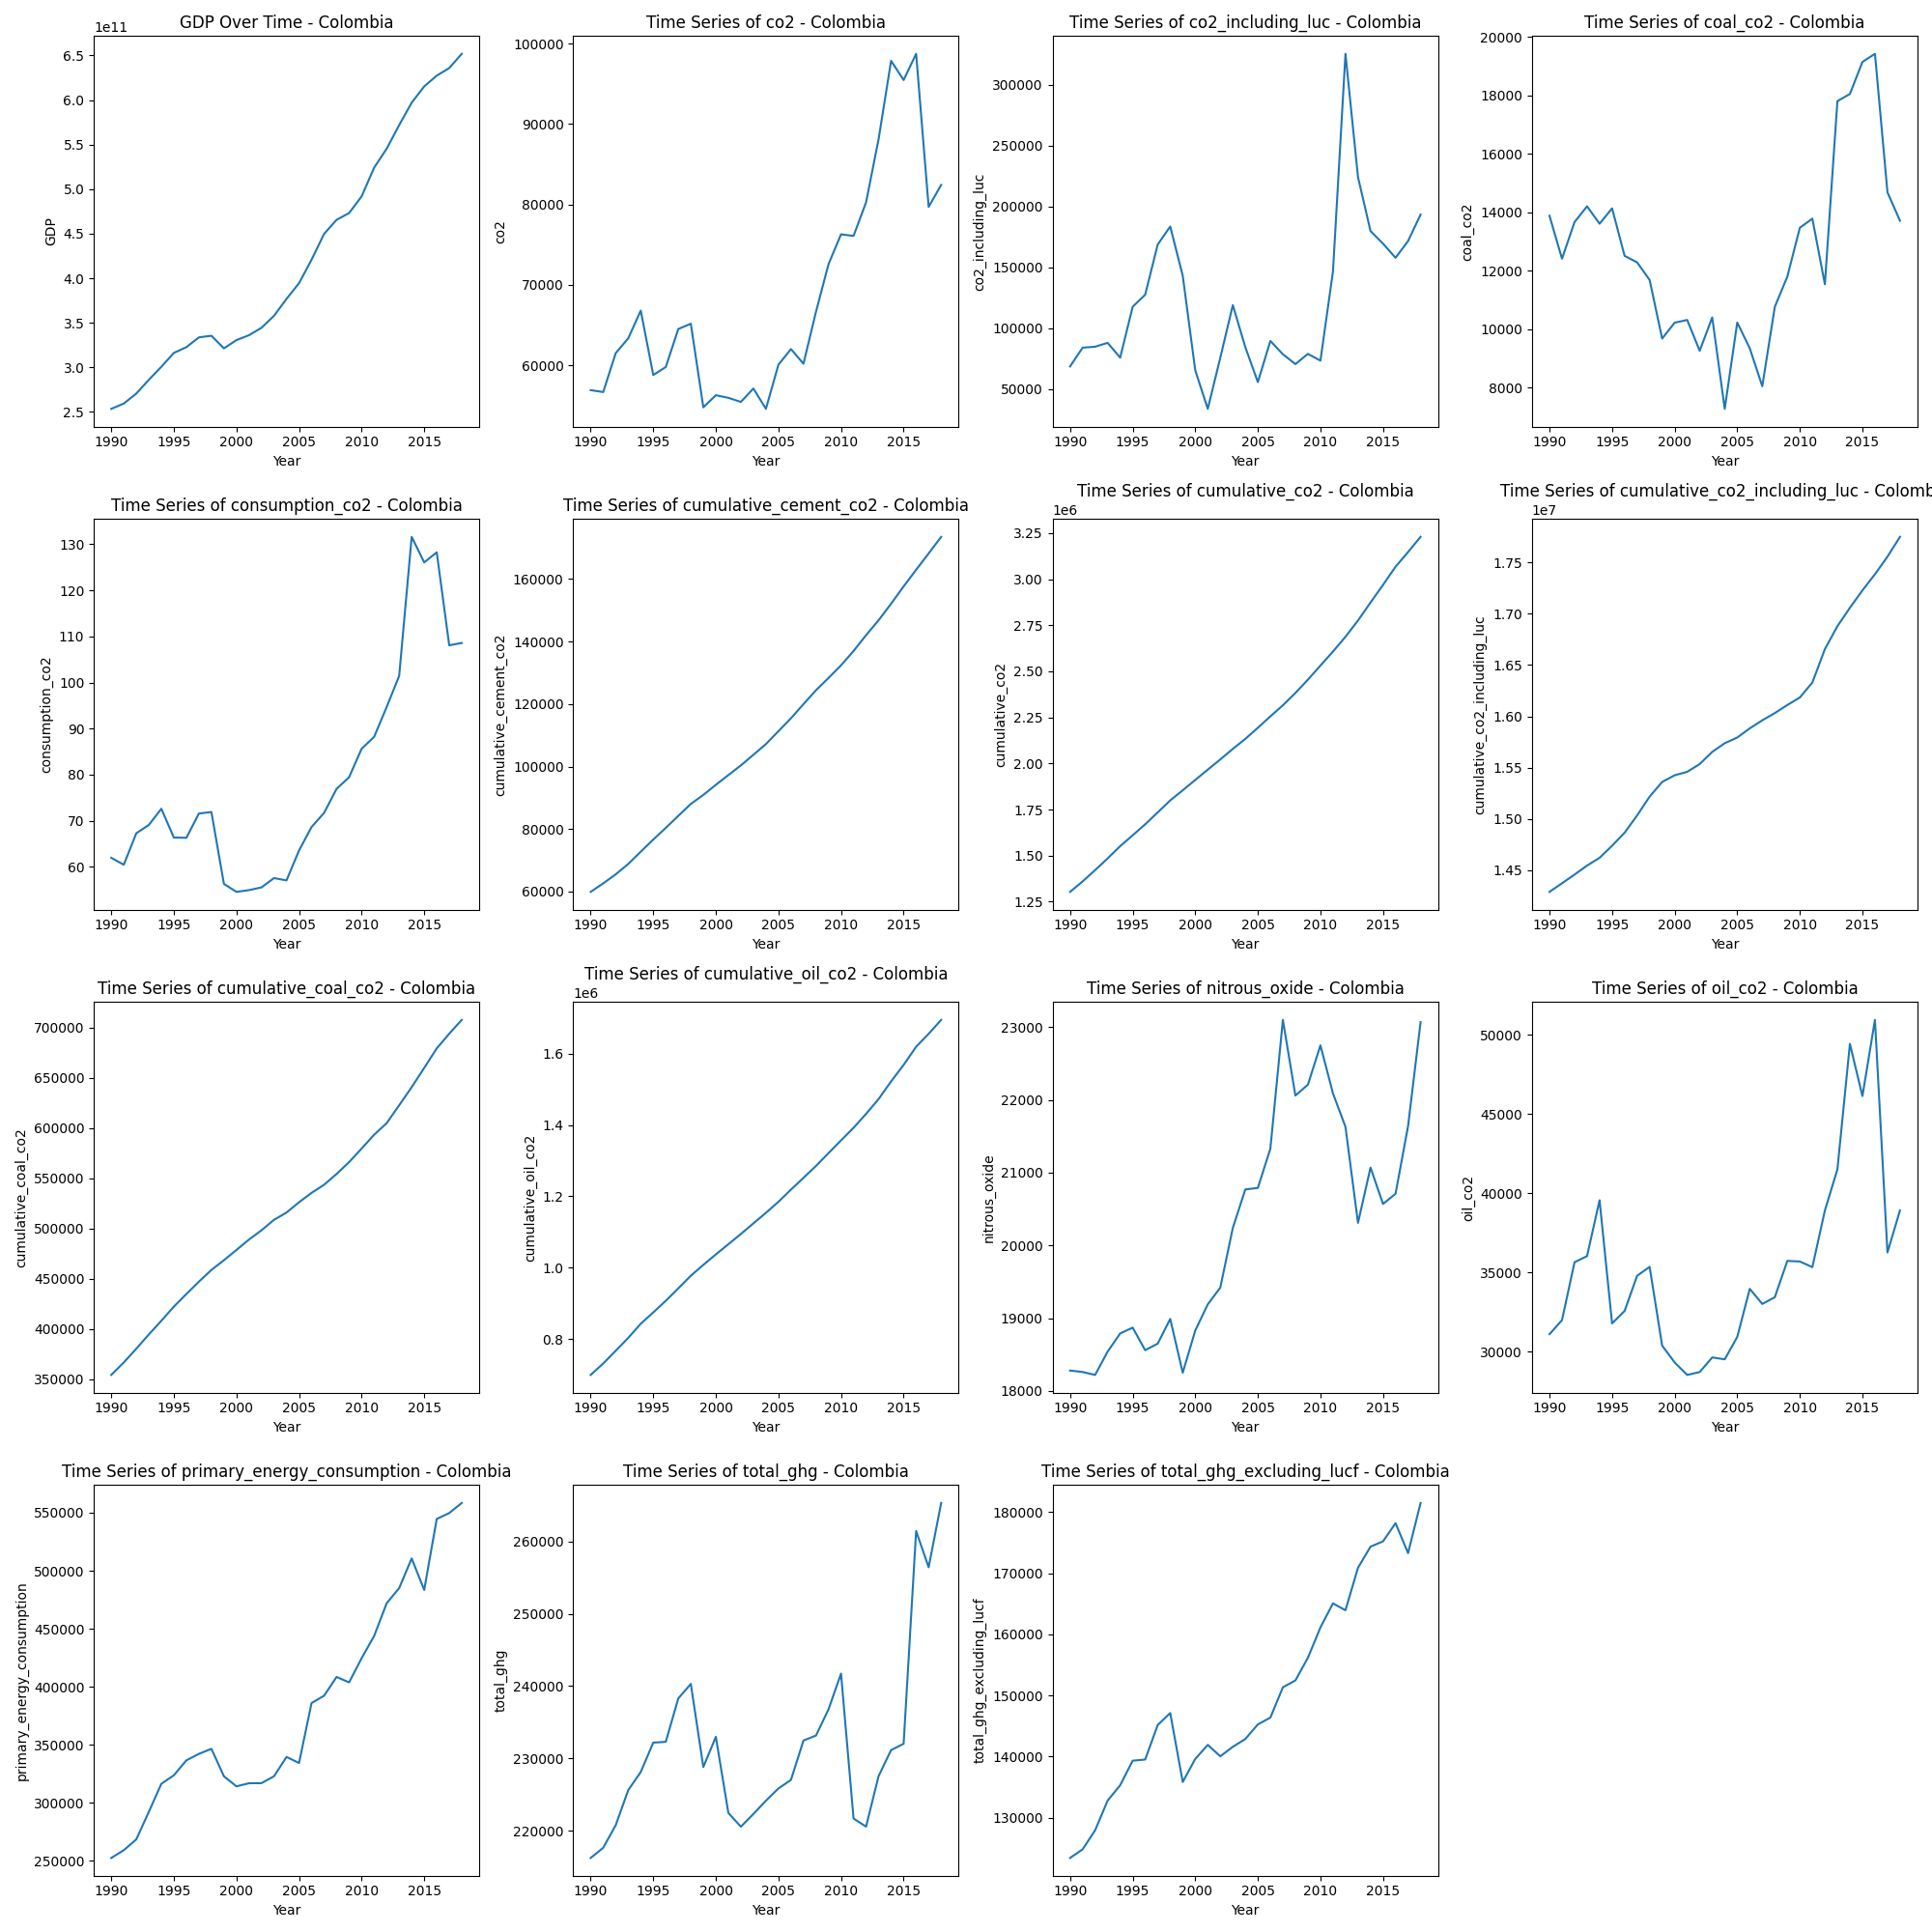 GDP Over Time - Colombia
1e11
6.5
6.0
5.5
5.0
4.5
4.0
3.5
3.0
2.5
GDP
1990 1995 2000 2005 2010 2015
Year
Time Series of co2 - Colombia
100000
90000
80000
70000
60000
co2
1990 1995 2000 2005 2010 2015
Year
Time Series of co2_including_luc - Colombia
300000
250000
200000
150000
100000
50000
co2_including_luc
1990 1995 2000 2005 2010 2015
Year
Time Series of coal_co2 - Colombia
20000
18000
16000
14000
12000
10000
8000
coal_co2
1990 1995 2000 2005 2010 2015
Year
Time Series of consumption_co2 - Colombia
130
120
110
100
90
80
70
60
consumption_co2
1990 1995 2000 2005 2010 2015
Year
Time Series of cumulative_cement_co2 - Colombia
160000
140000
120000
100000
80000
60000
cumulative_cement_co2
1990 1995 2000 2005 2010 2015
Year
Time Series of cumulative_co2 - Colombia
1e6
3.25
3.00
2.75
2.50
2.25
2.00
1.75
1.50
1.25
cumulative_co2
1990 1995 2000 2005 2010 2015
Year
Time Series of cumulative_co2_including_luc - Colomb
1e7
1.75
1.70
1.65
1.60
1.55
1.50
1.45
cumulative_co2_including_luc
1990 1995 2000 2005 2010 2015
Year
Time Series of cumulative_coal_co2 - Colombia
700000
650000
600000
550000
500000
450000
400000
350000
cumulative_coal_co2
1990 1995 2000 2005 2010 2015
Year
Time Series of cumulative_oil_co2 - Colombia
1e6
1.6
1.4
1.2
1.0
0.8
cumulative_oil_co2
1990 1995 2000 2005 2010 2015
Year
Time Series of nitrous_oxide - Colombia
23000
22000
21000
20000
19000
18000
nitrous_oxide
1990 1995 2000 2005 2010 2015
Year
Time Series of oil_co2 - Colombia
50000
45000
40000
35000
30000
oil_co2
1990 1995 2000 2005 2010 2015
Year
Time Series of primary_energy_consumption - Colombia
550000
500000
450000
400000
350000
300000
250000
primary_energy_consumption
1990 1995 2000 2005 2010 2015
Year
Time Series of total_ghg - Colombia
260000
250000
240000
230000
220000
total_ghg
1990 1995 2000 2005 2010 2015
Year
Time Series of total_ghg_excluding_lucf - Colombia
180000
170000
160000
150000
140000
130000
total_ghg_excluding_lucf
1990 1995 2000 2005 2010 2015
Year